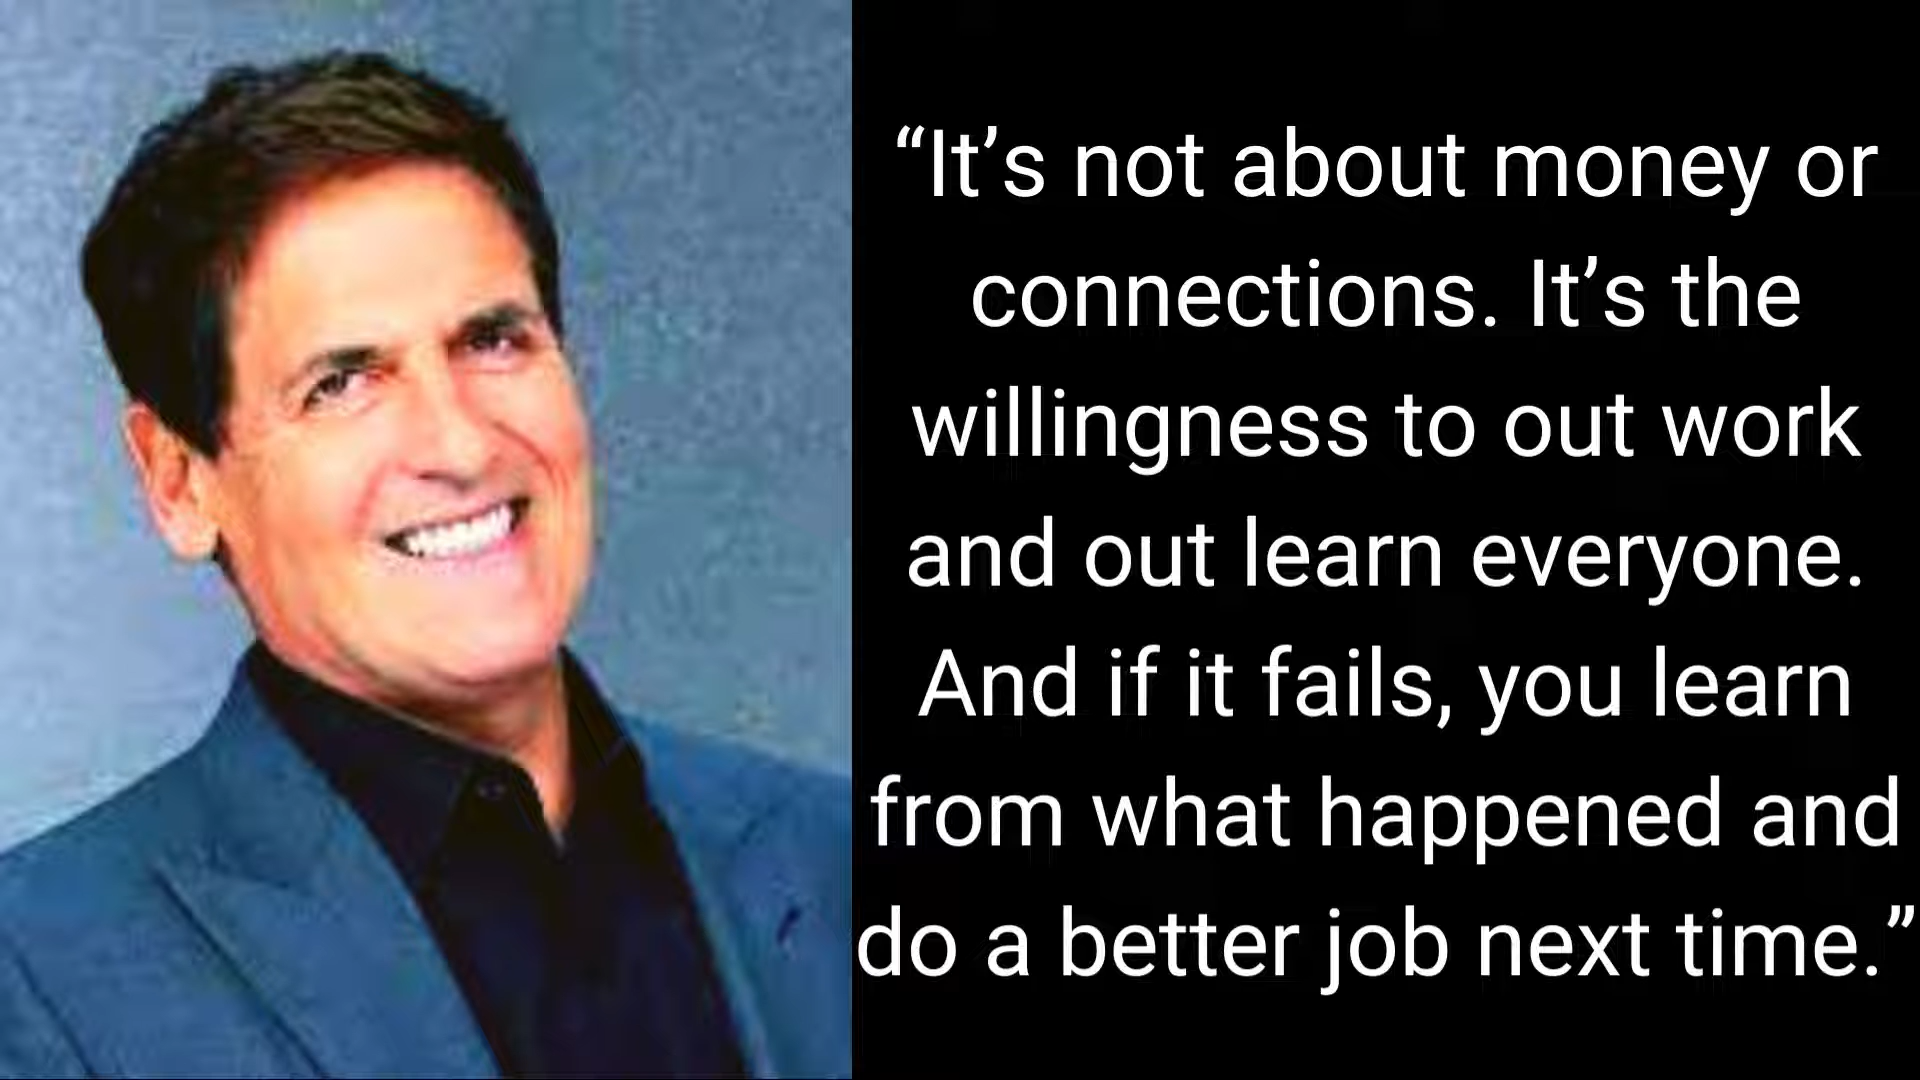 “It’s not about money or
connections. It’s the
willingness to out work
and out learn everyone.
And if it fails, you learn
from what happened and
do a better job next time.”